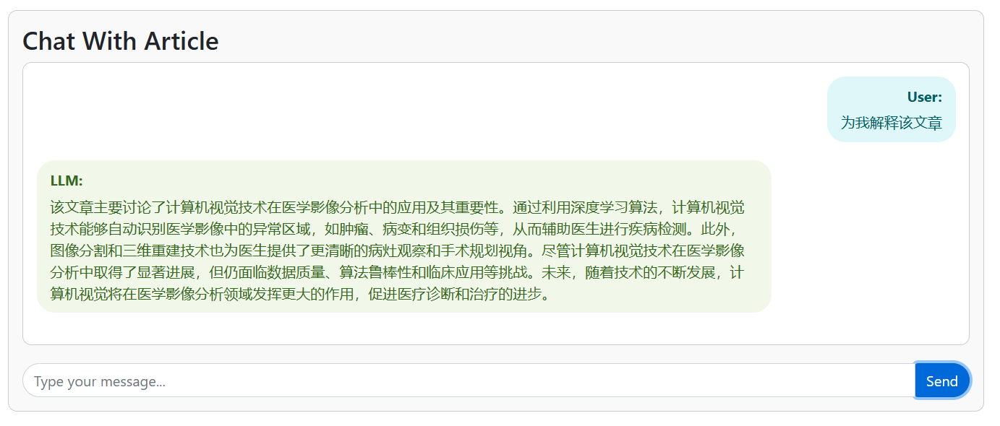 Chat With Article
User:
为我解释该文章
LLM:
该文章主要讨论了计算机视觉技术在医学影像分析中的应用及其重要性。通过利用深度学习算法，计算机视觉
技术能够自动识别医学影像中的异常区域，如肿瘤、病变和组织损伤等，从而辅助医生进行疾病检测。此外，
图像分割和三维重建技术也为医生提供了更清晰的病灶观察和手术规划视角。尽管计算机视觉技术在医学影像
分析中取得了显著进展，但仍面临数据质量、算法鲁棒性和临床应用等挑战。未来，随着技术的不断发展，计
算机视觉将在医学影像分析领域发挥更大的作用，促进医疗诊断和治疗的进步。
Type your message...
Send